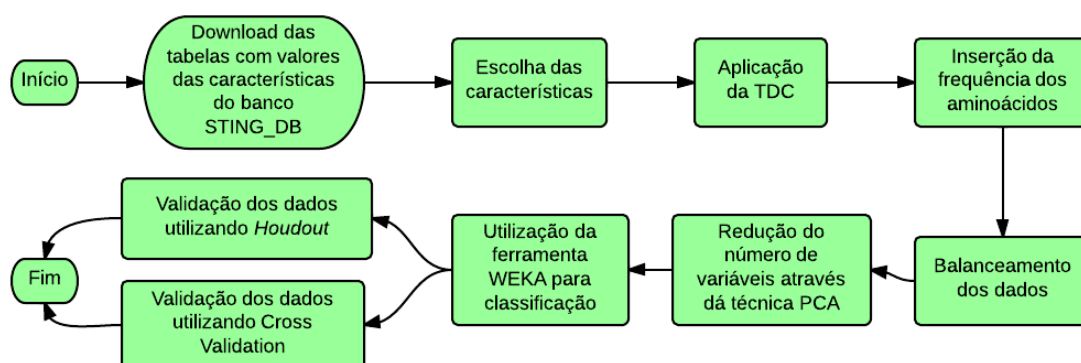 Início
Download das
tabelas com valores
das características
do banco
STING_DB
Escolha das
características
Aplicação
da TDC
Inserção da
frequência dos
aminoácidos
Balanceamento
dos dados
Redução do
número de
variáveis através
dá técnica PCA
Utilização da
ferramenta
WEKA para
classificação
Validação dos dados
utilizando Houdout
Validação dos dados
utilizando Cross
Validation
Fim